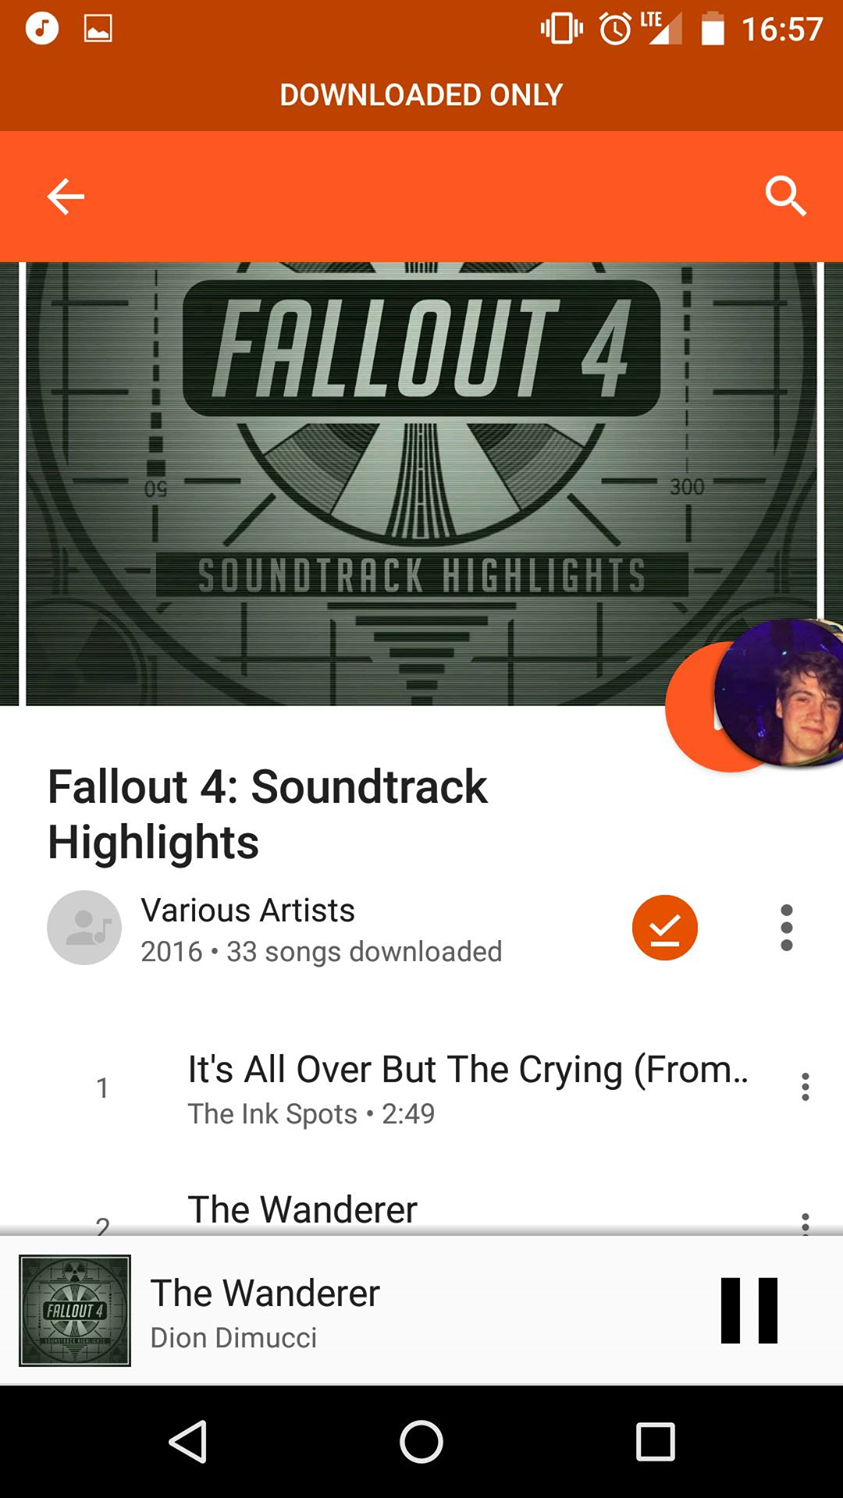 LTE
16:57
DOWNLOADED ONLY
FALLOUT 4
50
300
SOUNDTRACK HIGHLIGHTS
Fallout 4: Soundtrack
Highlights
Various Artists
2016 • 33 songs downloaded
1
It's All Over But The Crying (From..
The Ink Spots • 2:49
2
The Wanderer
FALLOUT 4
The Wanderer
Dion Dimucci